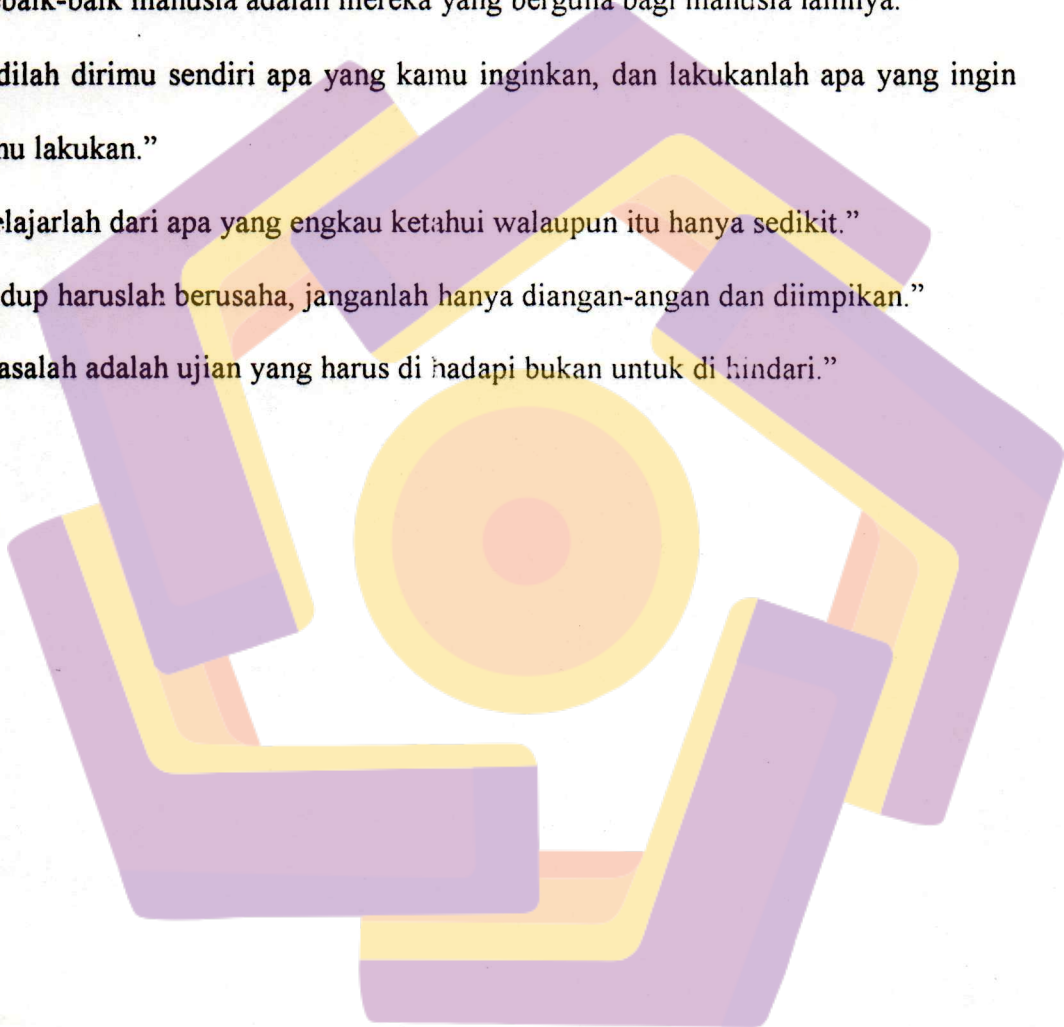 baik-baik manusia adalah mereka yang berguna bagi manusia lainnya.
dilah dirimu sendiri apa yang kamu inginkan, dan lakukanlah apa yang ingin
mu lakukan.”
elajarlah dari apa yang engkau ketahui walaupun itu hanya sedikit.”
dup haruslah berusaha, janganlah hanya diangan-angan dan diimpikan.”
asalah adalah ujian yang harus di hadapi bukan untuk di hindari.”